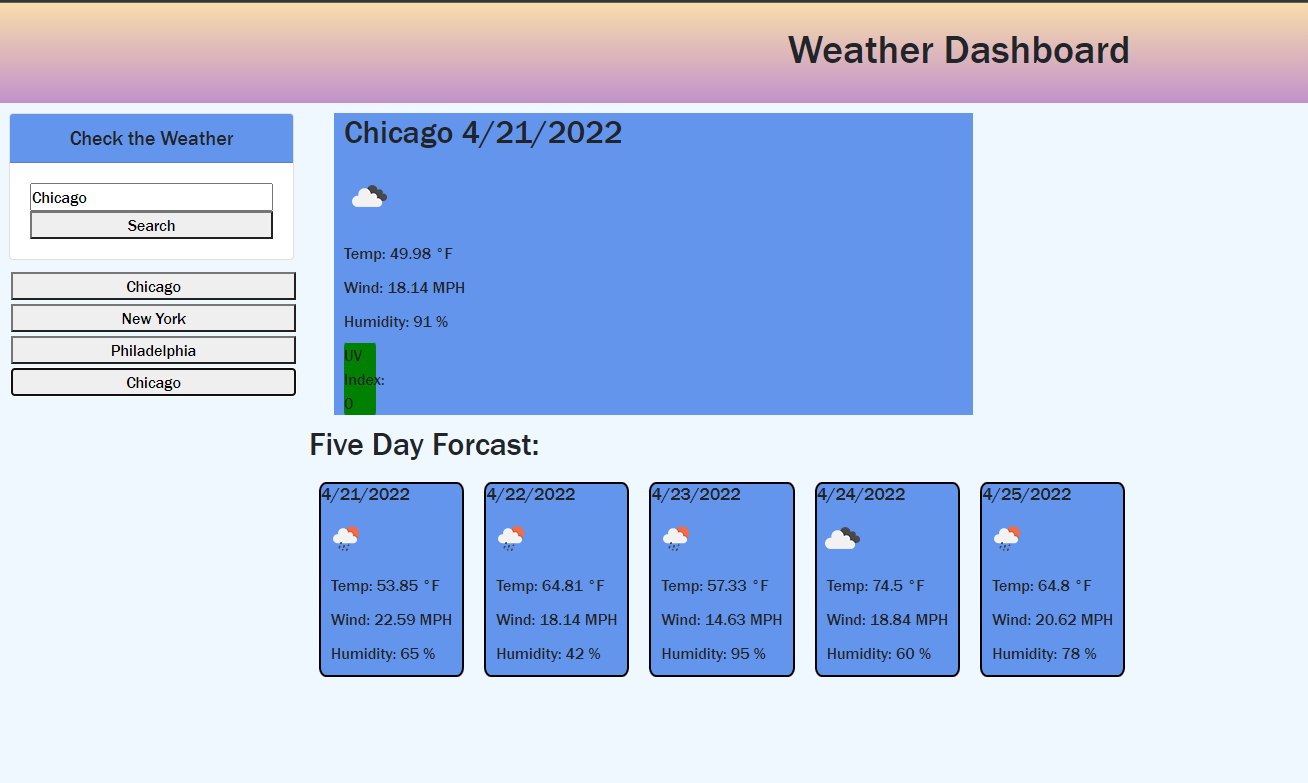 Weather Dashboard
Check the Weather
Chicago
Search
Chicago
New York
Philadelphia
Chicago
Chicago 4/21/2022
Temp: 49.98 °F
Wind: 18.14 MPH
Humidity: 91 %
UV
Index:
0
Five Day Forcast:
4/21/2022
Temp: 53.85 °F
Wind: 22.59 MPH
Humidity: 65 %
4/22/2022
Temp: 64.81 °F
Wind: 18.14 MPH
Humidity: 42 %
4/23/2022
Temp: 57.33 °F
Wind: 14.63 MPH
Humidity: 95 %
4/24/2022
Temp: 74.5 °F
Wind: 18.84 MPH
Humidity: 60 %
4/25/2022
Temp: 64.8 °F
Wind: 20.62 MPH
Humidity: 78 %